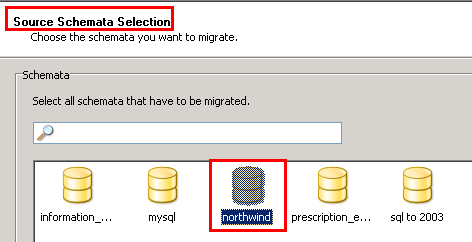 Source Schemata Selection
Choose the schemata you want to migrate.
Schemata
Select all schemata that have to be migrated.
information_... mysql northwind prescription_e... sql to 2003